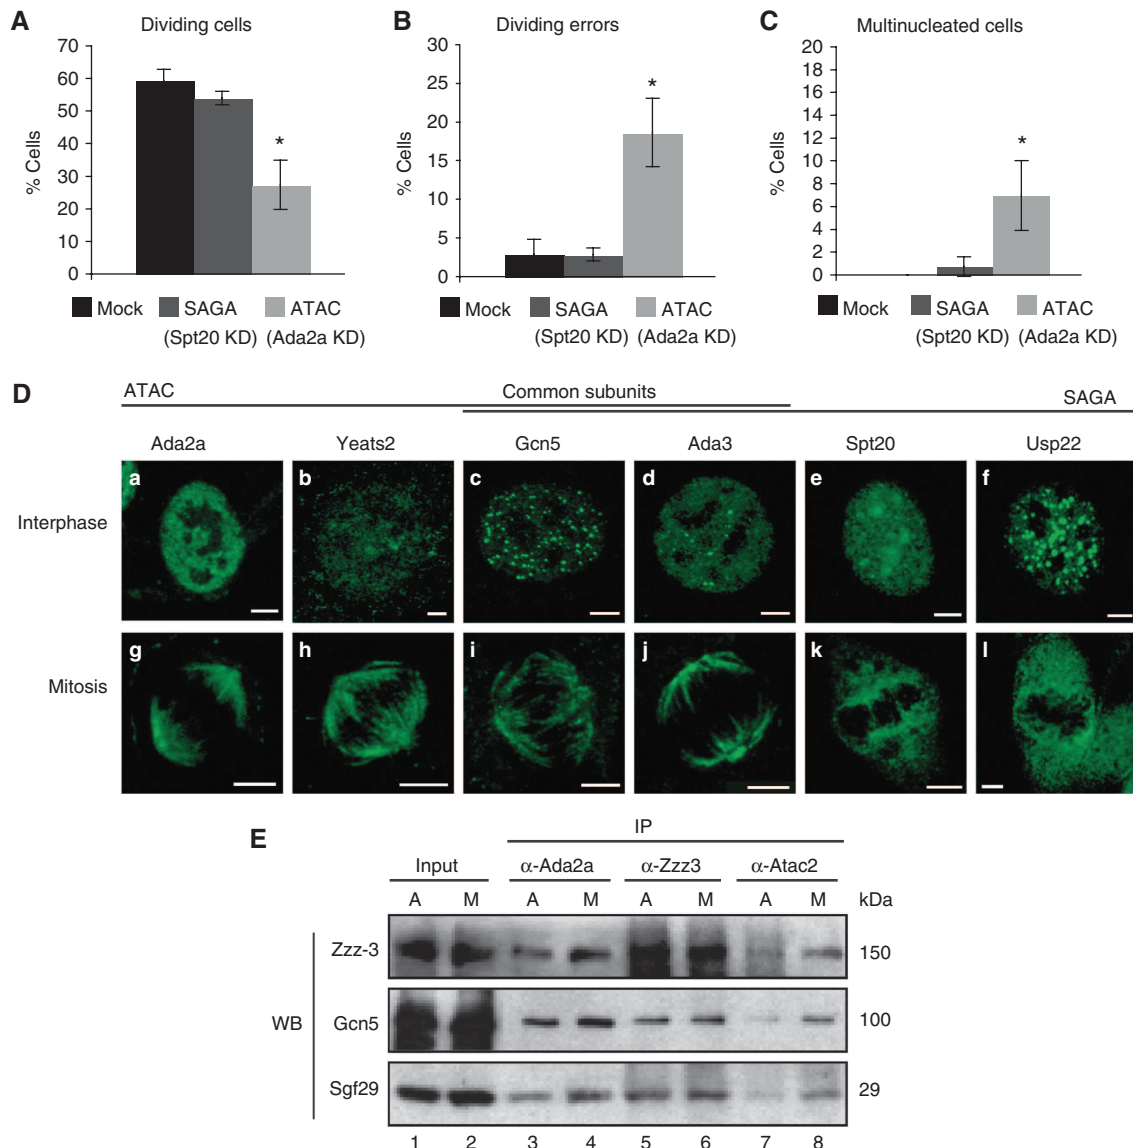 A Dividing cells
70
60
50
40
30
20
10
0
% Cells
*
Mock SAGA ATAC
(Spt20 KD) (Ada2a KD)
B Dividing errors
30
25
20
15
10
5
0
% Cells
*
Mock SAGA ATAC
(Spt20 KD) (Ada2a KD)
C Multinucleated cells
20
18
16
14
12
10
8
6
4
2
0
% Cells
*
Mock SAGA ATAC
(Spt20 KD) (Ada2a KD)
D ATAC Common subunits SAGA
Ada2a Yeats2 Gcn5 Ada3 Spt20 Usp22
Interphase a b c d e f
Mitosis g h i j k l
E IP
Input α-Ada2a α-Zzz3 α-Atac2
A M A M A M A M kDa
Zzz-3 150
WB Gcn5 100
Sgf29 29
1 2 3 4 5 6 7 8